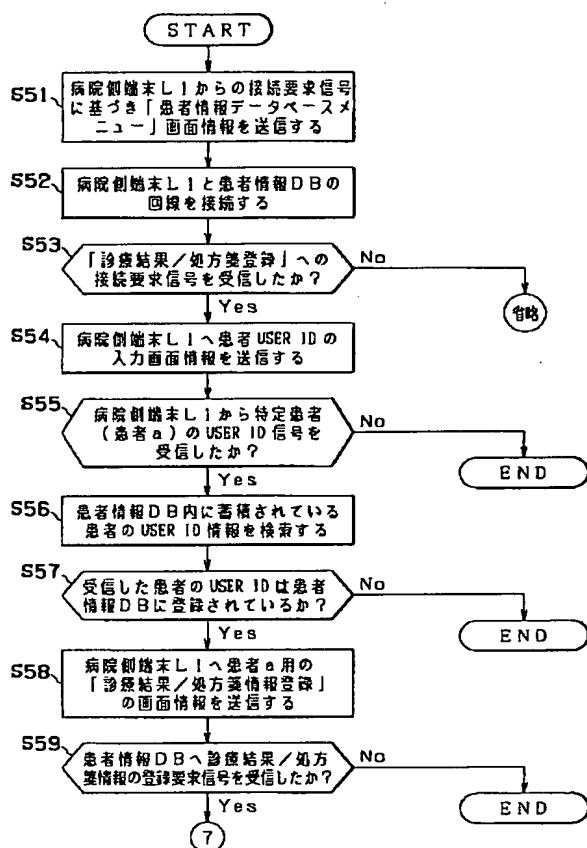 START
S51
病院側端末L1からの接続要求信号
に基づき「患者情報データベースメ
ニュー」画面情報を送信する
S52
病院側端末L1と患者情報DBの
回線を接続する
S53
「診療結果/処方箋登録」への
接続要求信号を受信したか?
No
省略
Yes
S54
病院側端末L1へ患者USER IDの
入力画面情報を送信する
S55
病院側端末L1から特定患者
(患者a)のUSER ID信号を
受信したか?
No
END
Yes
S56
患者情報DB内に蓄積されている
患者のUSER ID情報を検索する
S57
受信した患者のUSER IDは患者
情報DBに登録されているか?
No
END
Yes
S58
病院側端末L1へ患者a用の
「診療結果/処方箋情報登録」
の画面情報を送信する
S59
患者情報DBへ診療結果/処方
箋情報の登録要求信号を受信したか?
No
END
Yes
7